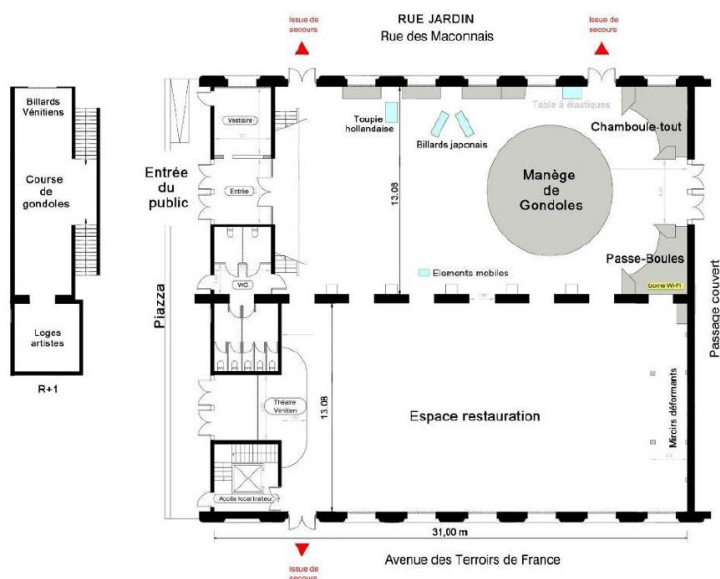 Issue de
secours
RUE JARDIN
Rue des Maconnais
Issue de
secours
Billards
Vénitiens
Course
de
gondoles
Loges
artistes
R+1
Entrée
du
public
Piazza
Vestiaire
Entrée
WC
Théâtre
Vénitien
Accès local traiteur
Toupie
hollandaise
Billards japonais
Table à élastiques
Chamboule-tout
Manège
de
Gondoles
Passe-Boules
borne Wi-Fi
Elements mobiles
13.08
13.08
Espace restauration
Miroirs déformants
Passage couvert
31,00 m
Issue de
secours
Avenue des Terroirs de France